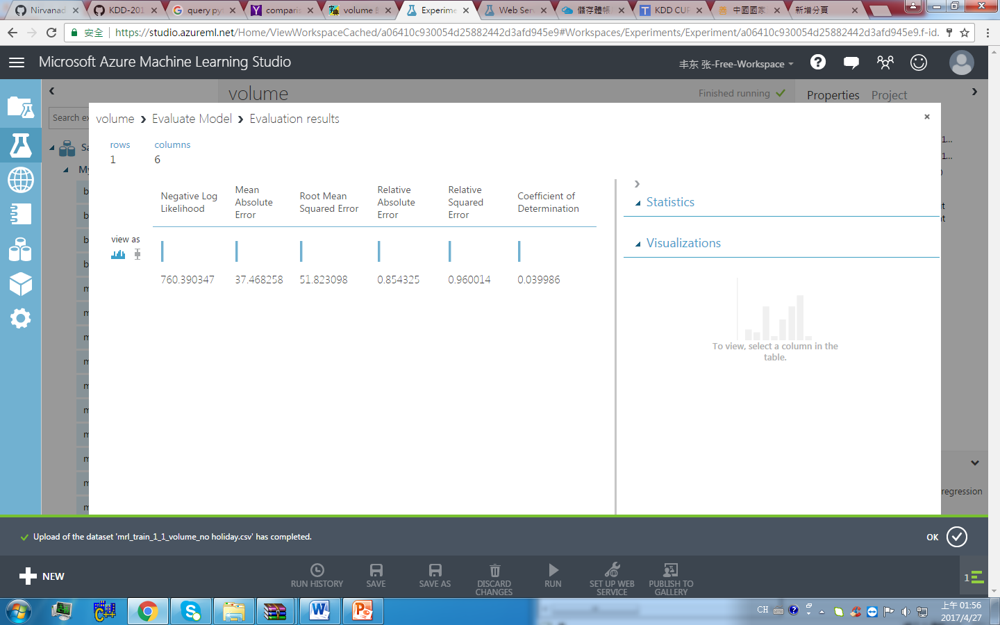 Nirvanad
KDD-201
query py
comparis
volume
Experime
Web Ser
儲存體帳
KDD CUP
中國國家
新增分頁
安全 https://studio.azureml.net/Home/ViewWorkspaceCached/a06410c930054d25882442d3afd945e9#Workspaces/Experiments/Experiment/a06410c930054d25882442d3afd945e9.f-id.
Microsoft Azure Machine Learning Studio
丰东 张-Free-Workspace
volume
Finished running
Properties Project
Search ex
Sa
My
b
b
b
b
m
m
m
m
m
m
m
m
m
m
1...
1...
)
t
t
regression
volume > Evaluate Model > Evaluation results
rows columns
1 6
Negative Log Likelihood
Mean Absolute Error
Root Mean Squared Error
Relative Absolute Error
Relative Squared Error
Coefficient of Determination
view as
760.390347 37.468258 51.823098 0.854325 0.960014 0.039986
Statistics
Visualizations
To view, select a column in the
table.
Upload of the dataset 'mrl_train_1_1_volume_no holiday.csv' has completed.
OK
NEW
RUN HISTORY
SAVE
SAVE AS
DISCARD CHANGES
RUN
SET UP WEB SERVICE
PUBLISH TO GALLERY
1
CH
上午 01:56
2017/4/27